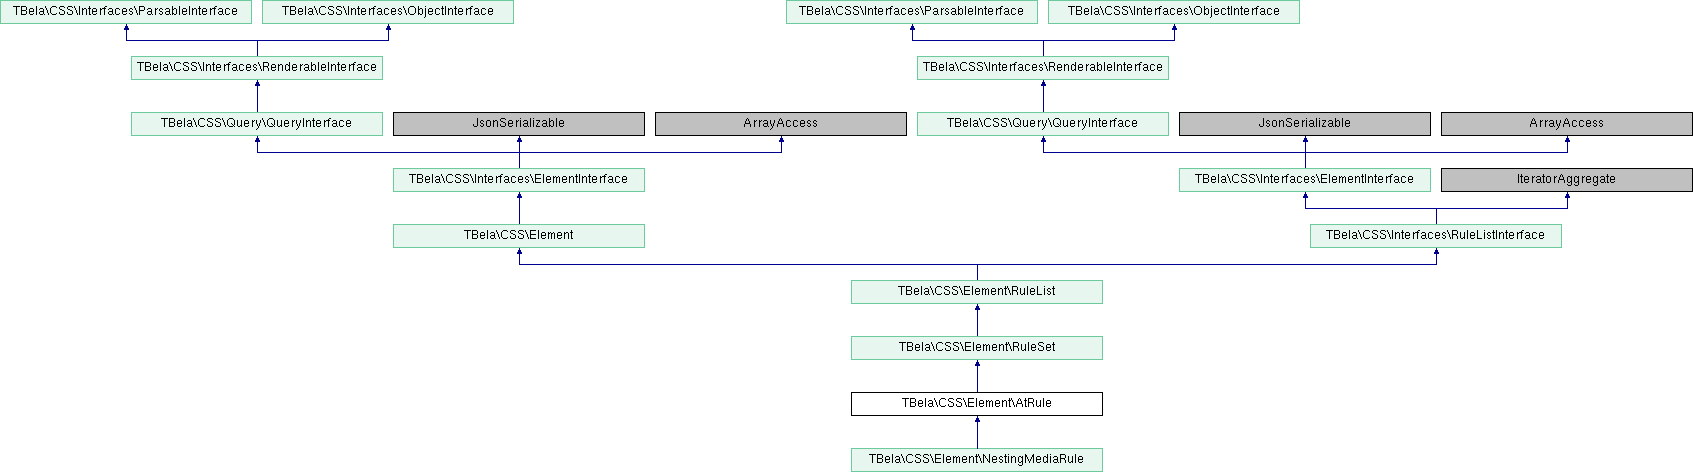 TBela\CSS\Interfaces\ParsableInterface
TBela\CSS\Interfaces\ObjectInterface
TBela\CSS\Interfaces\ParsableInterface
TBela\CSS\Interfaces\ObjectInterface
TBela\CSS\Interfaces\RenderableInterface
TBela\CSS\Interfaces\RenderableInterface
TBela\CSS\Query\QueryInterface
JsonSerializable
ArrayAccess
TBela\CSS\Query\QueryInterface
JsonSerializable
ArrayAccess
TBela\CSS\Interfaces\ElementInterface
TBela\CSS\Interfaces\ElementInterface
IteratorAggregate
TBela\CSS\Element
TBela\CSS\Interfaces\RuleListInterface
TBela\CSS\Element\RuleList
TBela\CSS\Element\RuleSet
TBela\CSS\Element\AtRule
TBela\CSS\Element\NestingMediaRule